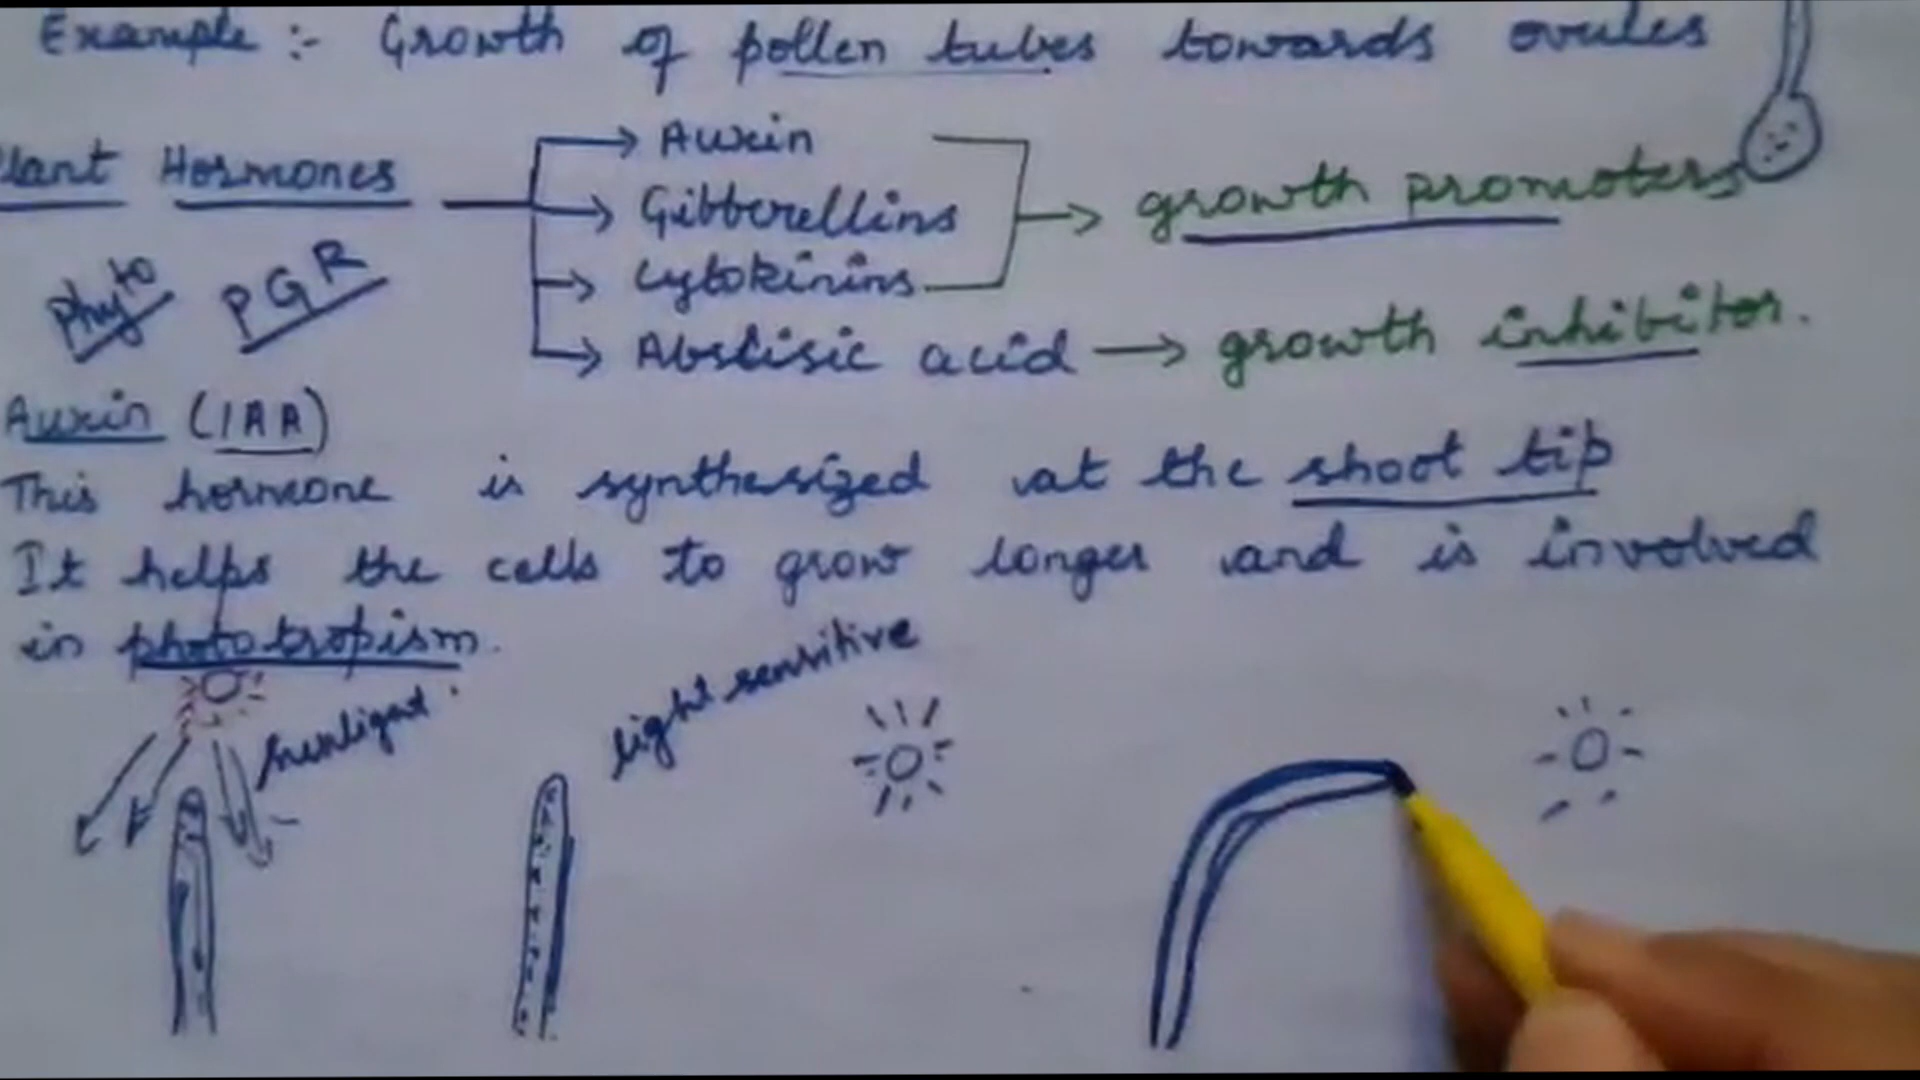 Example :- Growth of pollen tubes towards ovules
lant Hormones
Auxin
Gibberellins
Cytokinins
growth promoters
Phyto PGR
Abscisic acid → growth inhibitor.
Auxin (IAA)
This hormone is synthesized at the shoot tip
It helps the cells to grow longer and is involved
in phototropism.
sunlight
light sensitive